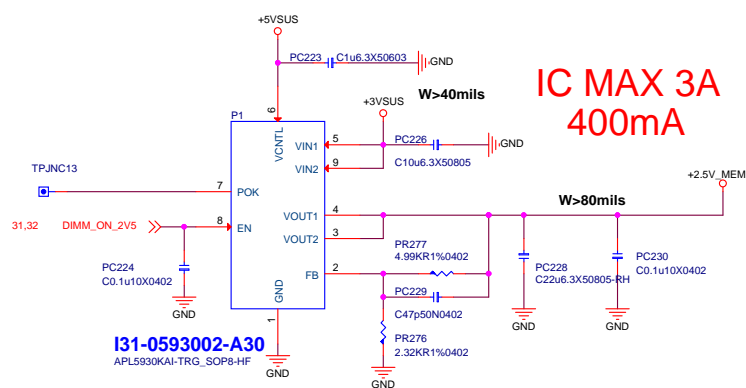 +5VSUS
PC223 C1u6.3X50603
GND
W>40mils
IC MAX 3A
400mA
P1
6
VCNTL
+3VSUS
VIN1 5
PC226
GND
VIN2 9
C10u6.3X50805
TPJNC13
7 POK
+2.5V_MEM
W>80mils
VOUT1 4
31,32 DIMM_ON_2V5 8 EN
VOUT2 3
PR277
4.99KR1%0402
PC224
C0.1u10X0402
FB 2
PC228
C22u6.3X50805-RH
PC230
C0.1u10X0402
PC229
C47p50N0402
GND
1
GND
GND
GND
I31-0593002-A30
APL5930KAI-TRG_SOP8-HF
PR276
2.32KR1%0402
GND
GND